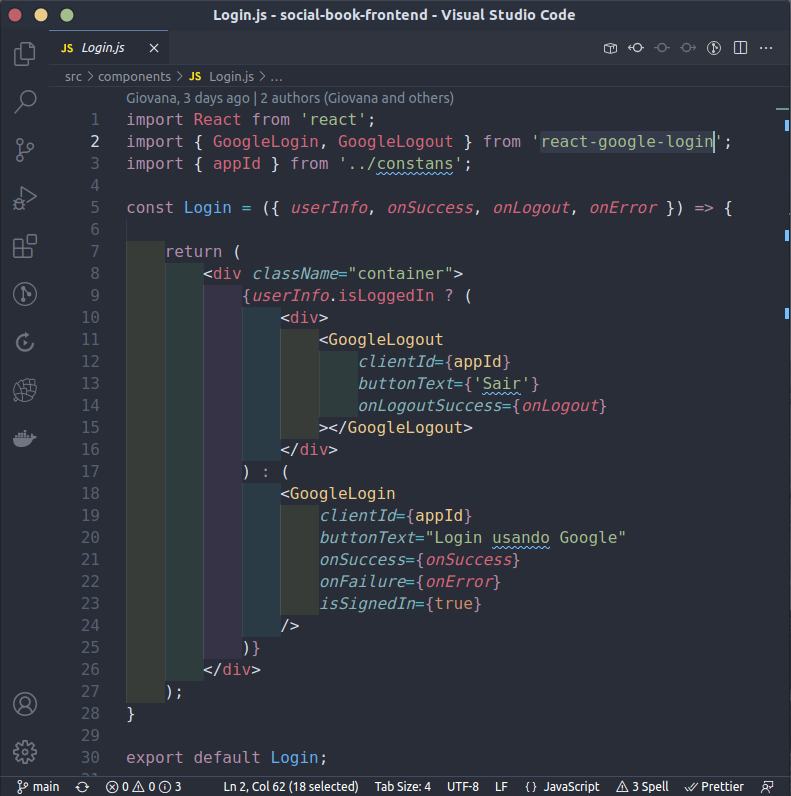 Login.js - social-book-frontend - Visual Studio Code
JS Login.js
src > components > JS Login.js > ...
Giovana, 3 days ago | 2 authors (Giovana and others)
1 import React from 'react';
2 import { GoogleLogin, GoogleLogout } from 'react-google-login';
3 import { appId } from '../constans';
4
5 const Login = ({ userInfo, onSuccess, onLogout, onError }) => {
6
7     return (
8         <div className="container">
9             {userInfo.isLoggedIn ? (
10                 <div>
11                     <GoogleLogout
12                         clientId={appId}
13                         buttonText={'Sair'}
14                         onLogoutSuccess={onLogout}
15                     ></GoogleLogout>
16                 </div>
17             ) : (
18                 <GoogleLogin
19                     clientId={appId}
20                     buttonText="Login usando Google"
21                     onSuccess={onSuccess}
22                     onFailure={onError}
23                     isSignedIn={true}
24                 />
25             )}
26         </div>
27     );
28 }
29
30 export default Login;
main 0 0 3 Ln 2, Col 62 (18 selected) Tab Size: 4 UTF-8 LF {} JavaScript 3 Spell Prettier